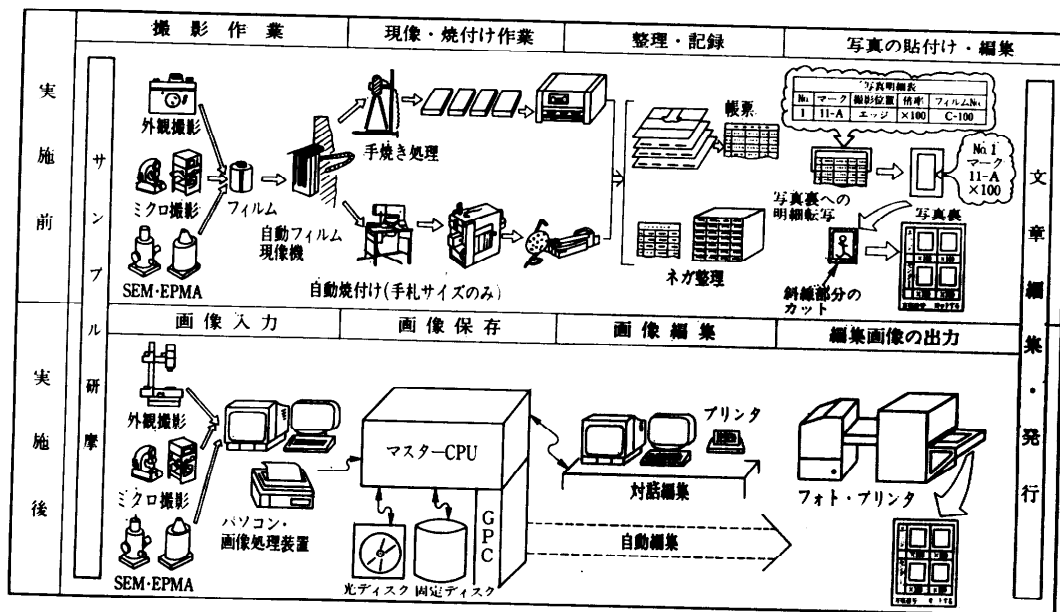 撮影作業
現像・焼付け作業
整理・記録
写真の貼付け・編集
実施前
サンプル研摩
外観撮影
ミクロ撮影
SEM・EPMA
フィルム
自動フィルム
現像機
手焼き処理
自動焼付け(手札サイズのみ)
帳票
ネガ整理
写真明細表
No. マーク 撮影位置 倍率 フィルムNo.
1 11-A エッジ ×100 C-100
No.1
マーク
11-A
×100
写真裏への
明細転写
写真裏
斜線部分の
カット
文章編集・発行
画像入力
画像保存
画像編集
編集画像の出力
実施後
外観撮影
ミクロ撮影
SEM・EPMA
パソコン・
画像処理装置
マスターCPU
GPC
光ディスク
固定ディスク
プリンタ
対話編集
自動編集
フォト・プリンタ